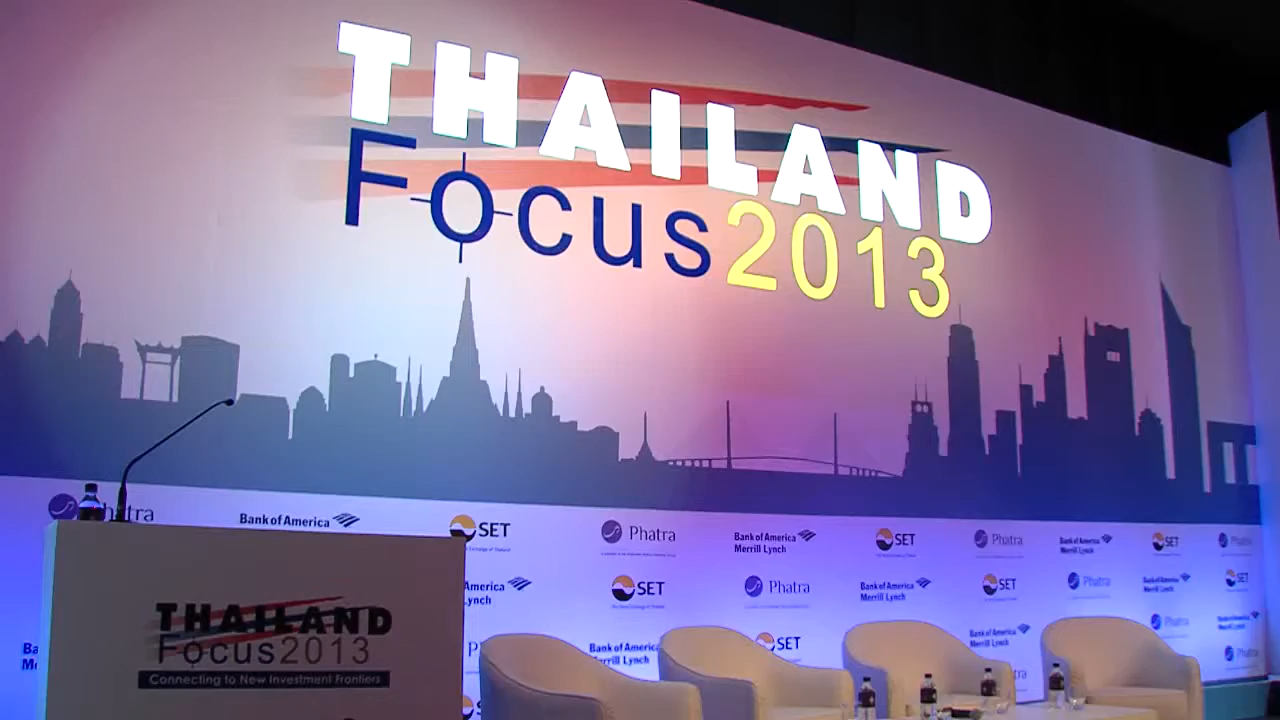 THAILAND
Focus2013
Phatra
Bank of America
SET
Phatra
Bank of America
Merrill Lynch
SET
Phatra
Bank of America
Merrill Lynch
SET
Phatra
SET
Phatra
Bank of America
Merrill Lynch
SET
Phatra
Bank of America
Merrill Lynch
SET
Phatra
Bank of America
Merrill Lynch
SET
Bank of America
Merrill Lynch
Phatra
THAILAND
Focus2013
Connecting to New Investment Frontiers